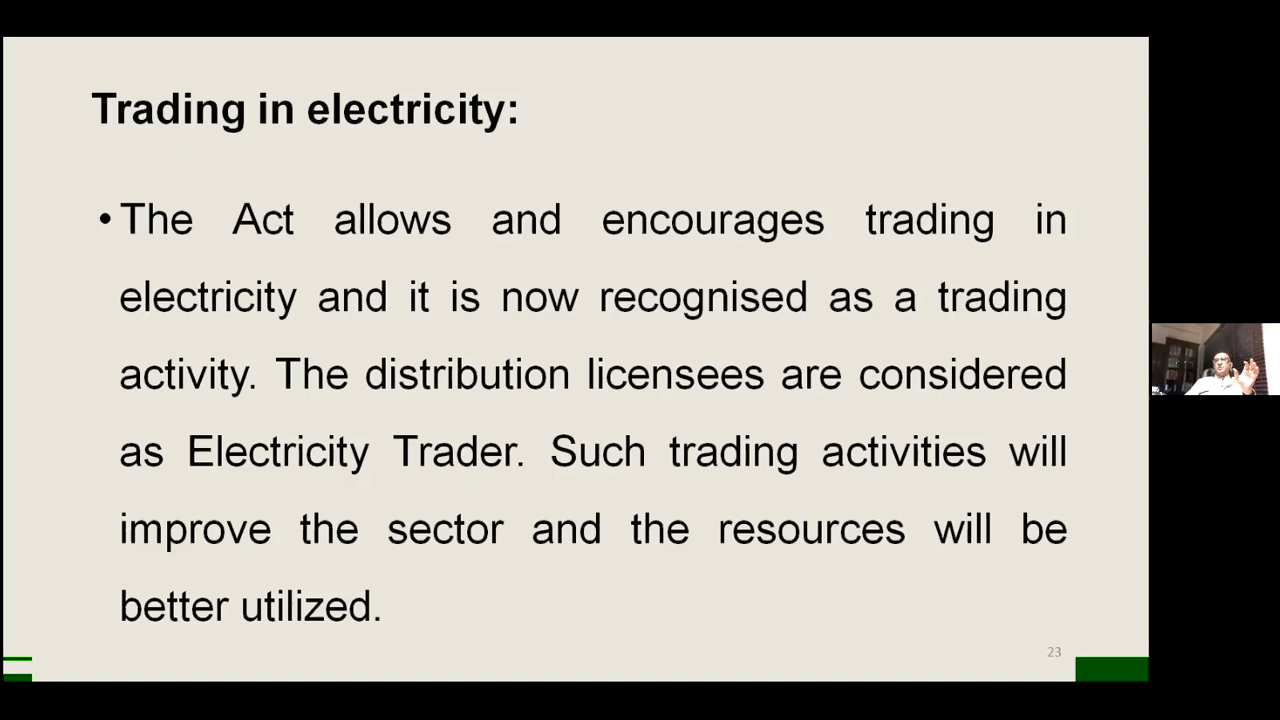 Trading in electricity:
• The Act allows and encourages trading in
electricity and it is now recognised as a trading
activity. The distribution licensees are considered
as Electricity Trader. Such trading activities will
improve the sector and the resources will be
better utilized.
23